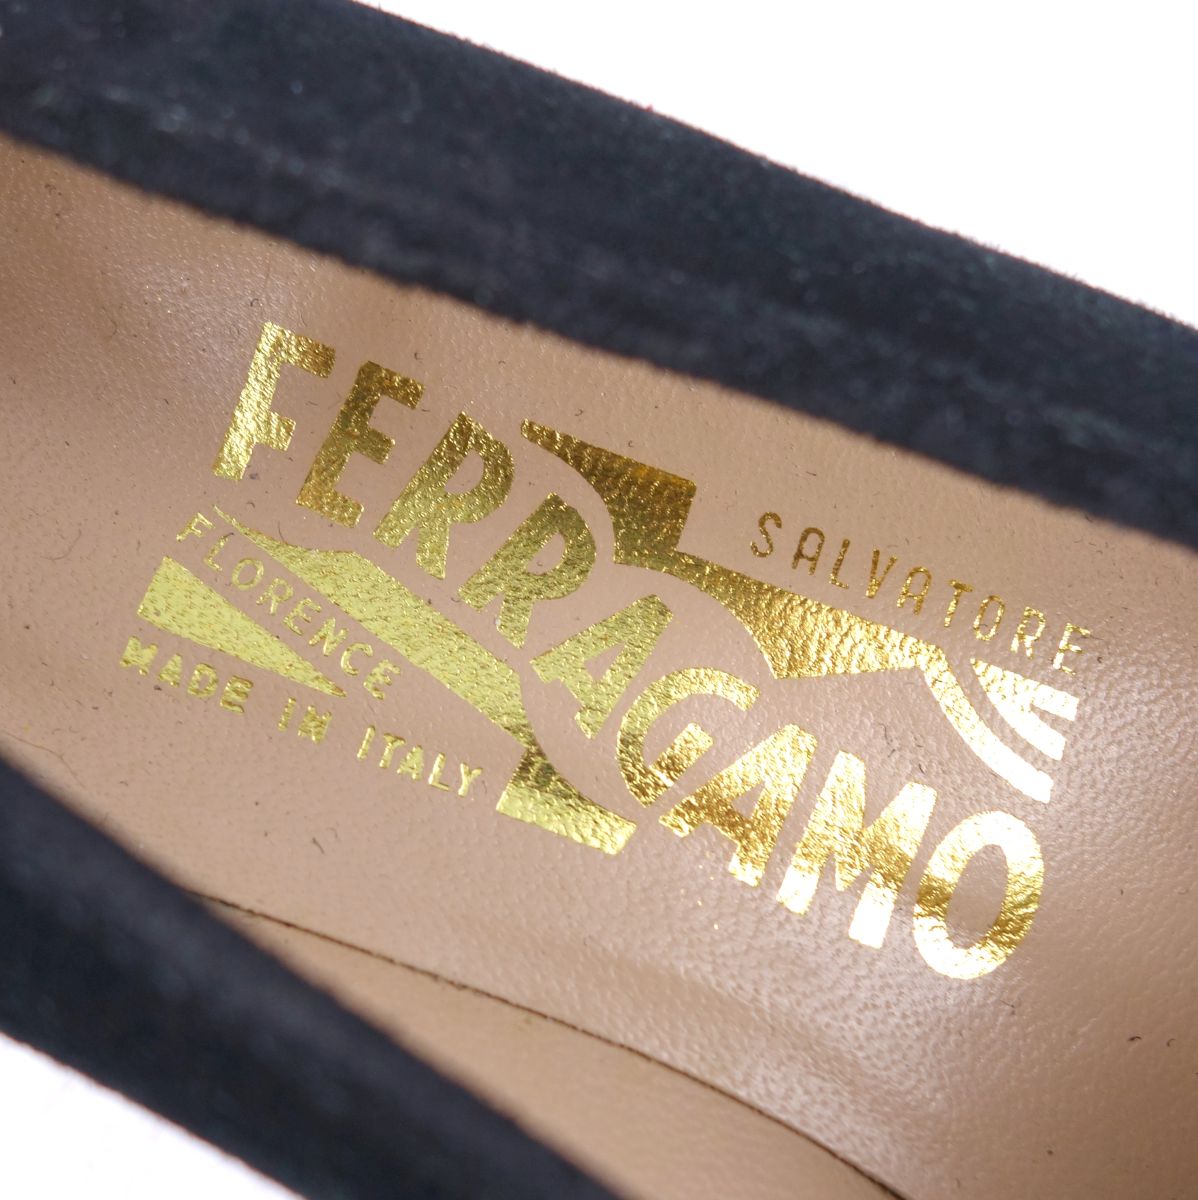 SALVATORE
FERRAGAMO
FLORENCE
MADE IN ITALY